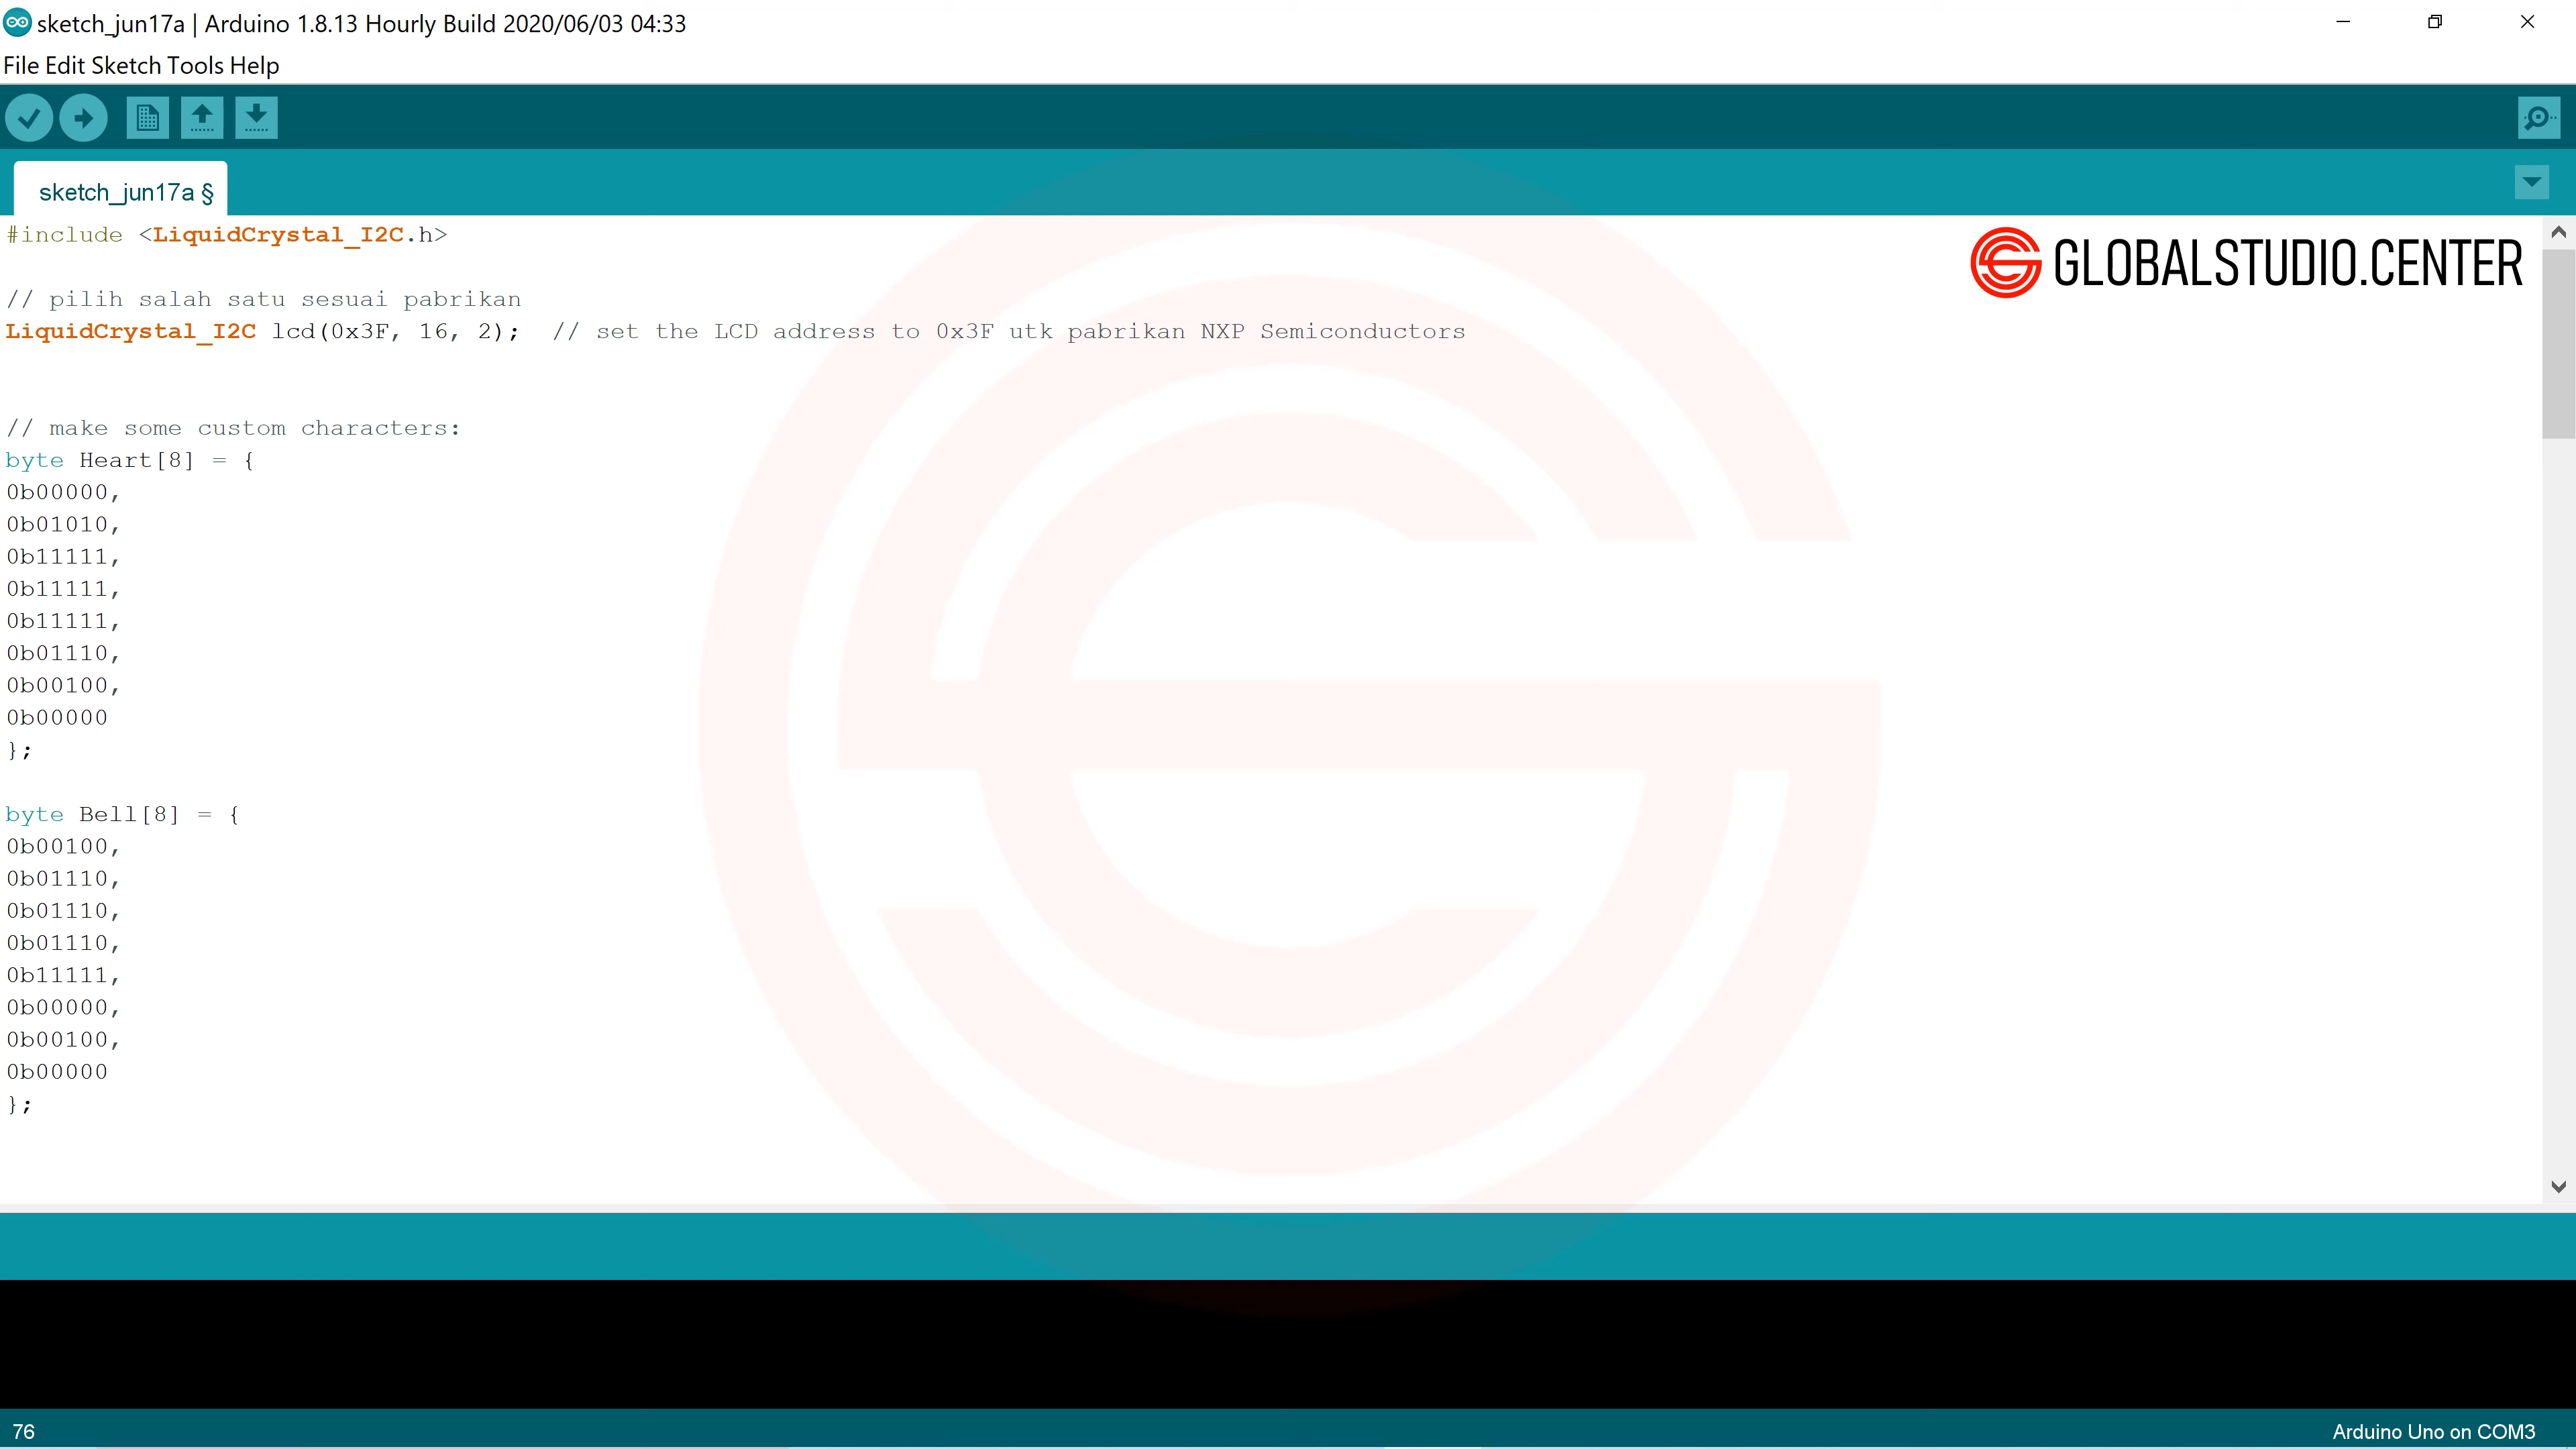 sketch_jun17a | Arduino 1.8.13 Hourly Build 2020/06/03 04:33
File Edit Sketch Tools Help
sketch_jun17a §
GLOBALSTUDIO.CENTER
#include <LiquidCrystal_I2C.h>
// pilih salah satu sesuai pabrikan
LiquidCrystal_I2C lcd(0x3F, 16, 2);  // set the LCD address to 0x3F utk pabrikan NXP Semiconductors
// make some custom characters:
byte Heart[8] = {
0b00000,
0b01010,
0b11111,
0b11111,
0b11111,
0b01110,
0b00100,
0b00000
};
byte Bell[8] = {
0b00100,
0b01110,
0b01110,
0b01110,
0b11111,
0b00000,
0b00100,
0b00000
};
76
Arduino Uno on COM3